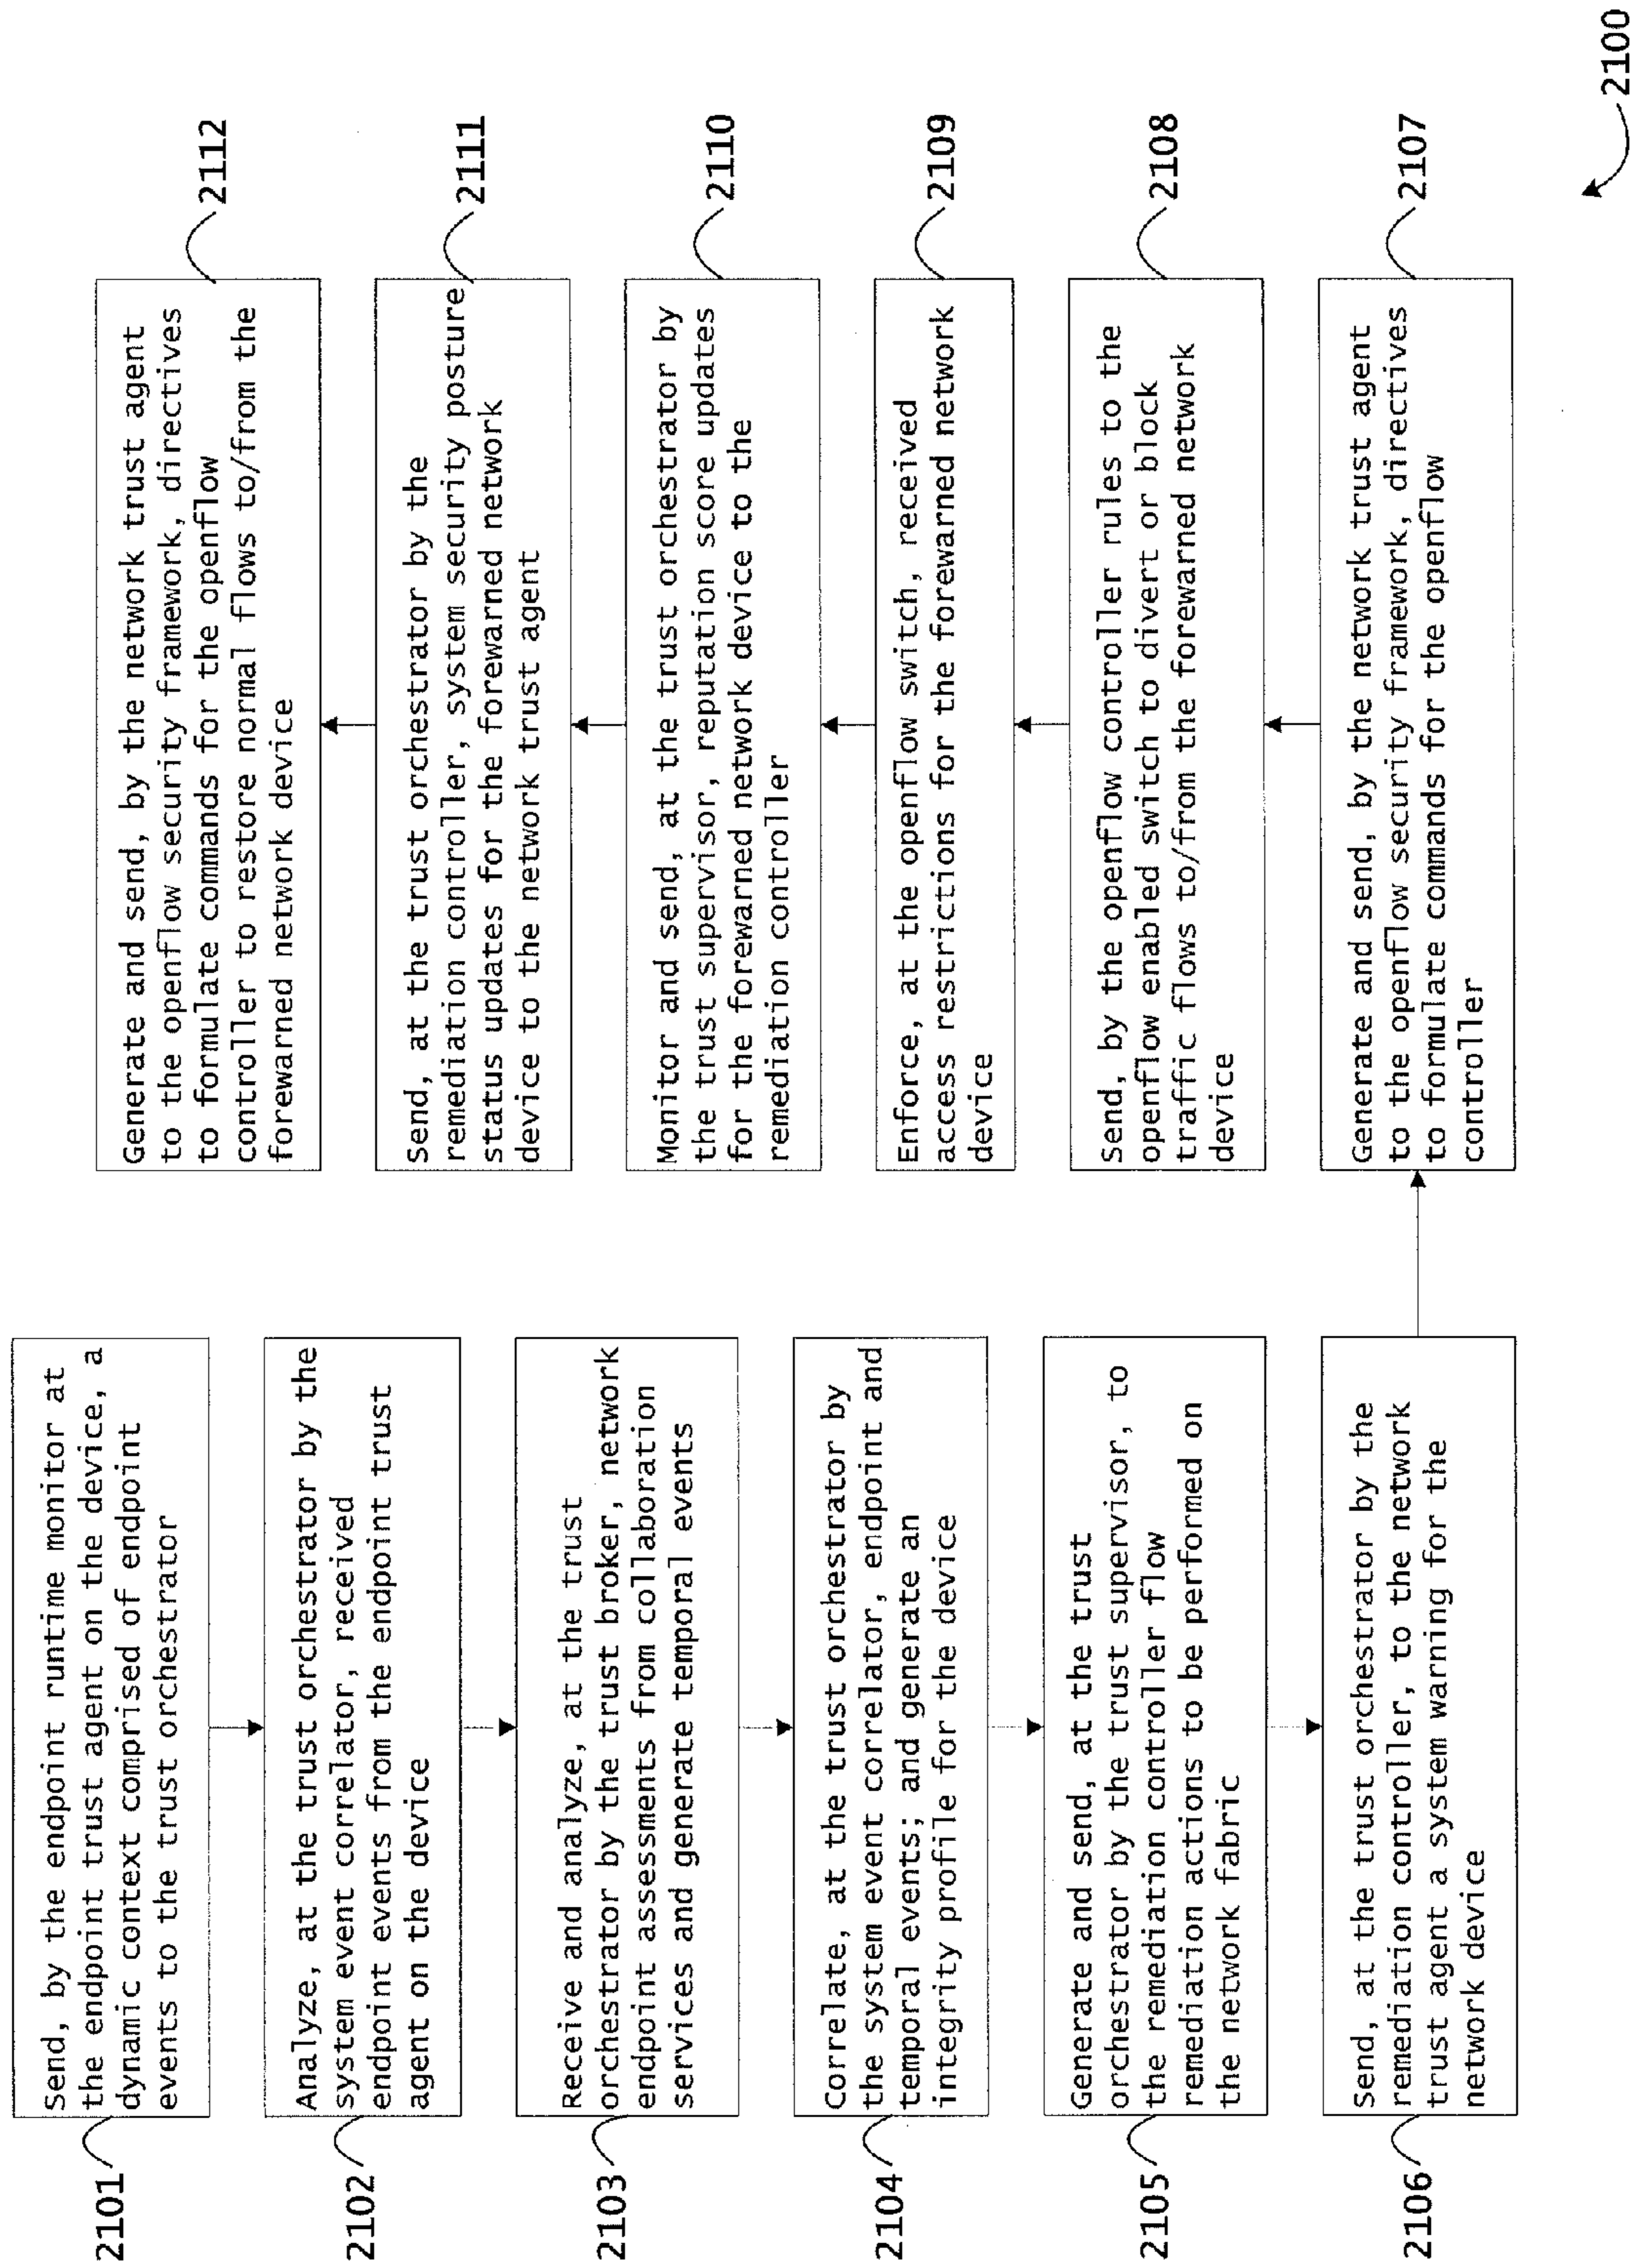 2101
Send, by the endpoint runtime monitor at
the endpoint trust agent on the device, a
dynamic context comprised of endpoint
events to the trust orchestrator
2102
Analyze, at the trust orchestrator by the
system event correlator, received
endpoint events from the endpoint trust
agent on the device
2103
Receive and analyze, at the trust
orchestrator by the trust broker, network
endpoint assessments from collaboration
services and generate temporal events
2104
Correlate, at the trust orchestrator by
the system event correlator, endpoint and
temporal events; and generate an
integrity profile for the device
2105
Generate and send, at the trust
orchestrator by the trust supervisor, to
the remediation controller flow
remediation actions to be performed on
the network fabric
2106
Send, at the trust orchestrator by the
remediation controller, to the network
trust agent a system warning for the
network device
2107
Generate and send, by the network trust agent
to the openflow security framework, directives
to formulate commands for the openflow
controller
2108
Send, by the openflow controller rules to the
openflow enabled switch to divert or block
traffic flows to/from the forewarned network
device
2109
Enforce, at the openflow switch, received
access restrictions for the forewarned network
device
2110
Monitor and send, at the trust orchestrator by
the trust supervisor, reputation score updates
for the forewarned network device to the
remediation controller
2111
Send, at the trust orchestrator by the
remediation controller, system security posture
status updates for the forewarned network
device to the network trust agent
2112
Generate and send, by the network trust agent
to the openflow security framework, directives
to formulate commands for the openflow
controller to restore normal flows to/from the
forewarned network device
2100